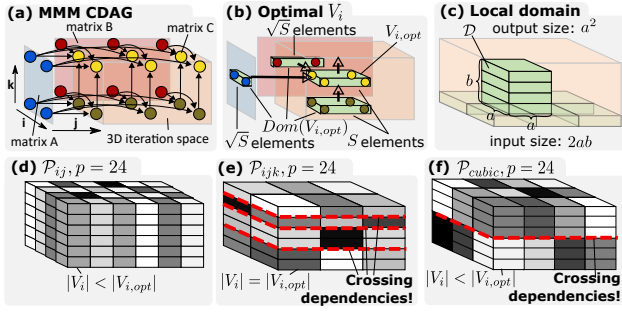 (a) MMM CDAG
matrix B
matrix C
k
i
j
matrix A
3D iteration space
(b) Optimal V_i
√S elements
V_{i,opt}
Dom(V_{i,opt})
√S elements
S elements
(c) Local domain
output size: a²
D
b
a
a
input size: 2ab
(d) P_{ij}, p = 24
|V_i| < |V_{i,opt}|
(e) P_{ijk}, p = 24
|V_i| = |V_{i,opt}|
Crossing
dependencies!
(f) P_{cubic}, p = 24
|V_i| < |V_{i,opt}|
Crossing
dependencies!